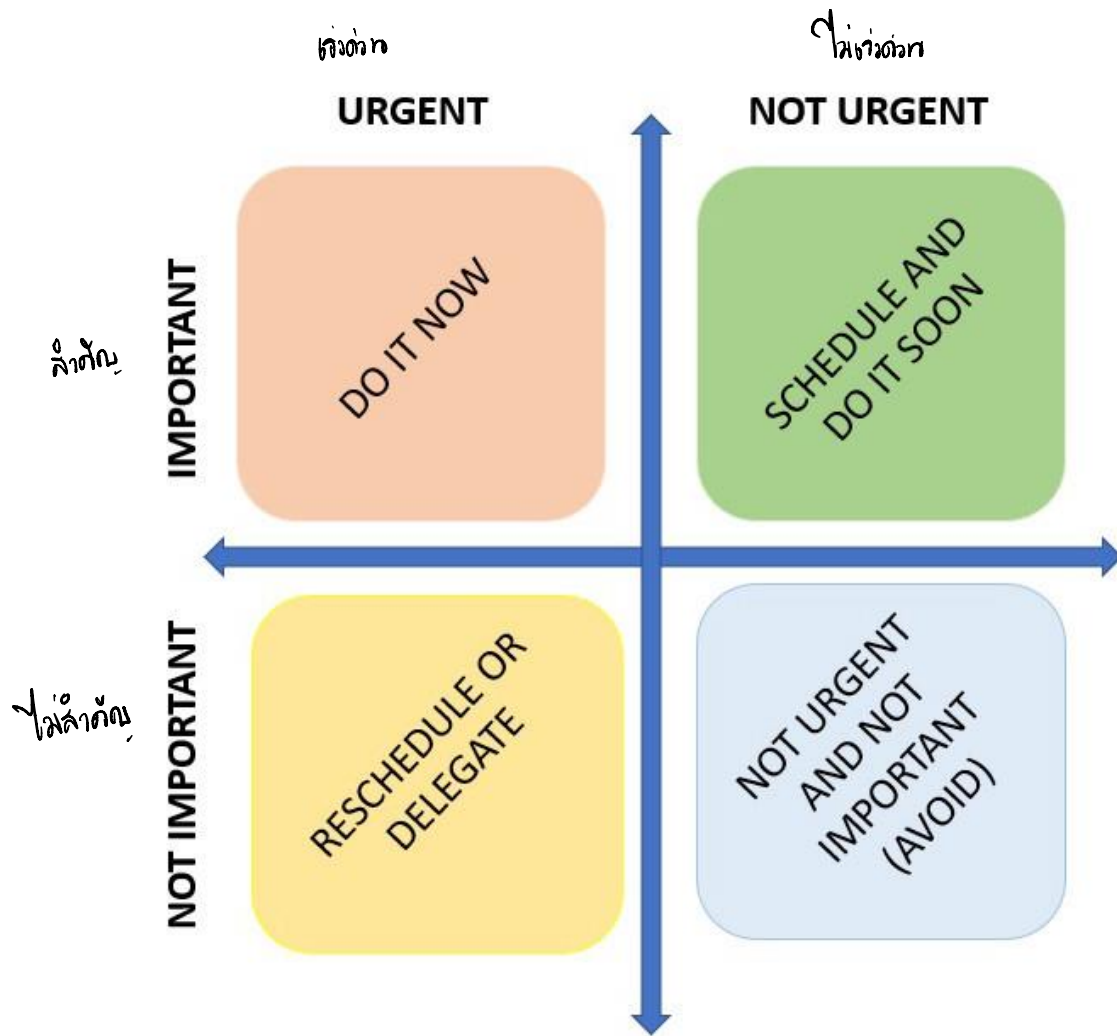 เร่งด่วน
ไม่เร่งด่วน
URGENT
NOT URGENT
สำคัญ
IMPORTANT
DO IT NOW
SCHEDULE AND
DO IT SOON
ไม่สำคัญ
NOT IMPORTANT
RESCHEDULE OR
DELEGATE
NOT URGENT
AND NOT
IMPORTANT
(AVOID)